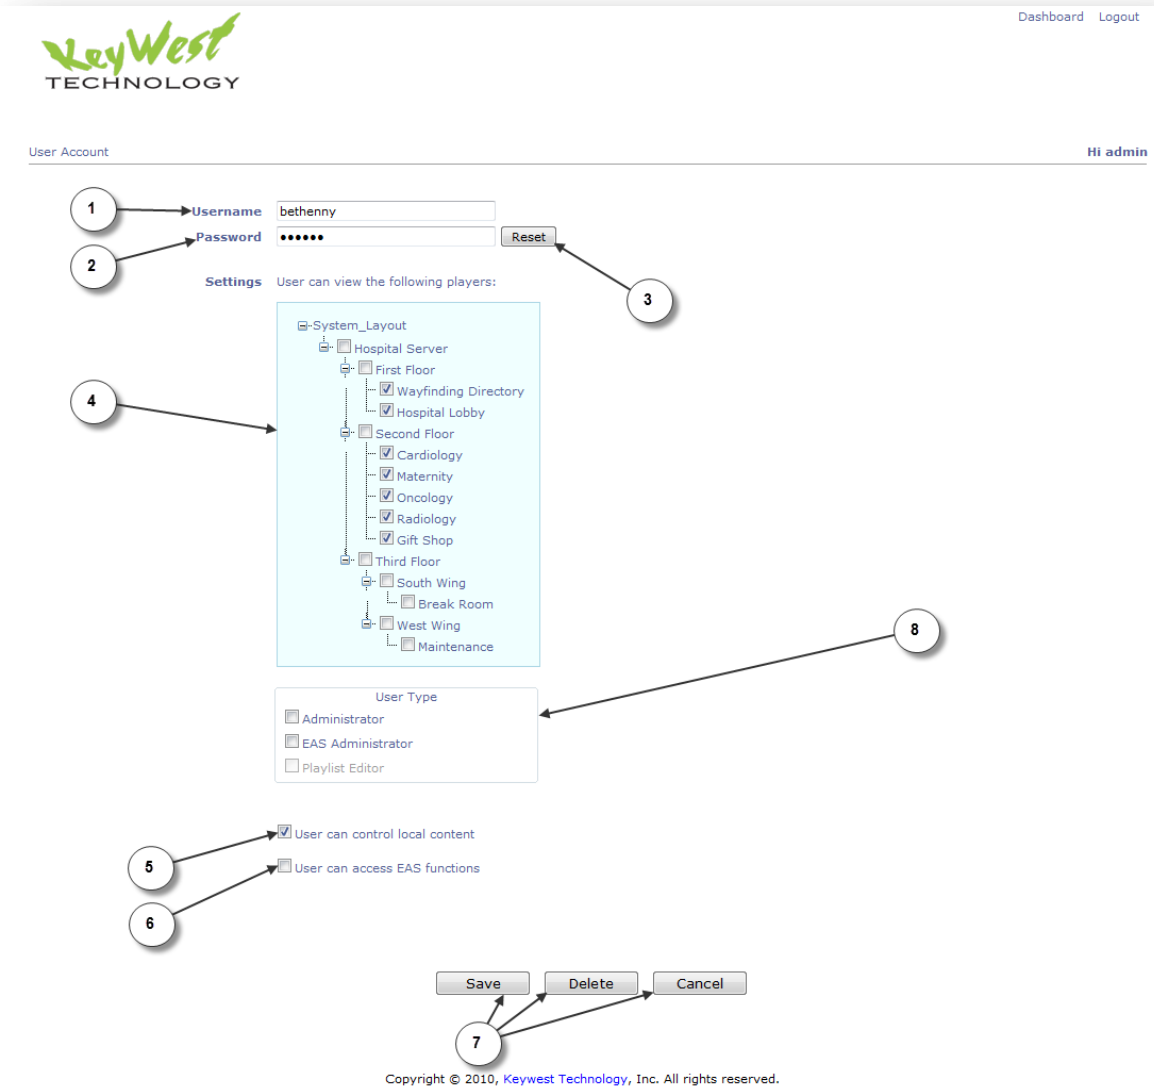 Dashboard Logout
KeyWest
TECHNOLOGY
User Account Hi admin
1 Username bethenny
2 Password •••••• Reset
3
Settings User can view the following players:
System_Layout
Hospital Server
First Floor
Wayfinding Directory
4
Hospital Lobby
Second Floor
Cardiology
Maternity
Oncology
Radiology
Gift Shop
Third Floor
South Wing
Break Room
West Wing
8
Maintenance
User Type
Administrator
EAS Administrator
Playlist Editor
User can control local content
5 User can access EAS functions
6
Save Delete Cancel
7
Copyright © 2010, Keywest Technology, Inc. All rights reserved.